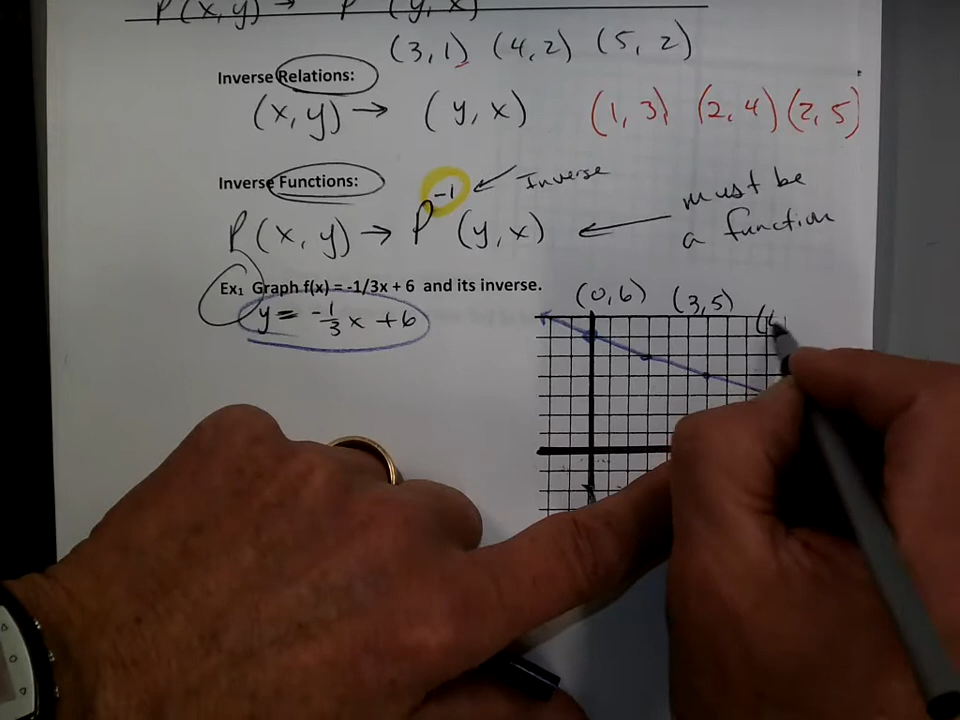 P(x,y) → P (y,x)
(3,1) (4,2) (5,2)
Inverse Relations:
(x,y) → (y,x) (1,3) (2,4) (2,5)
Inverse Functions:
-1 ← Inverse
P(x,y) → P (y,x) ← must be
a function
Ex1 Graph f(x) = -1/3x + 6 and its inverse.
y = -1/3 x + 6
(0,6) (3,5) (6